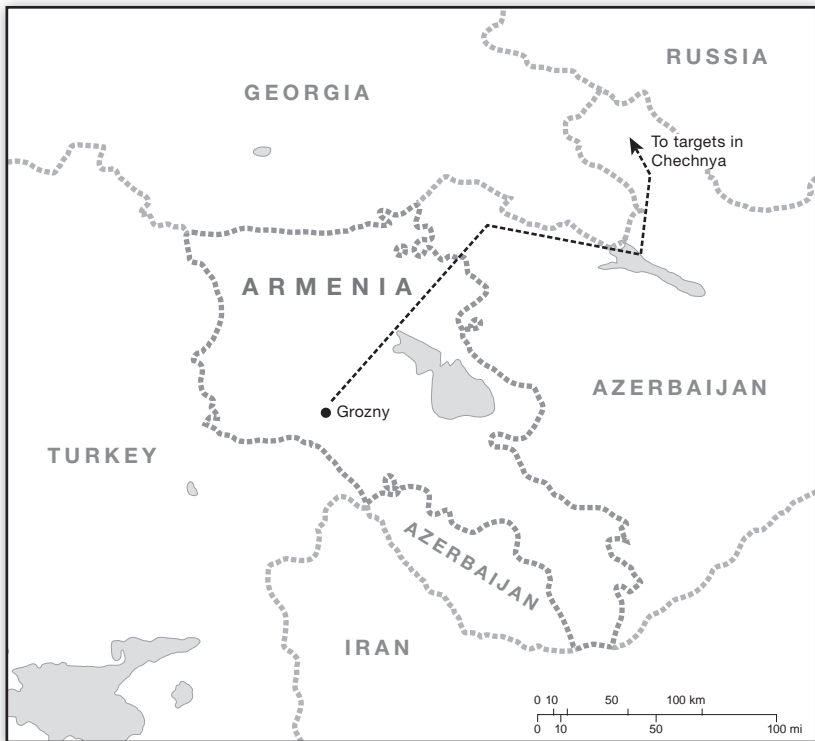 RUSSIA
GEORGIA
To targets in
Chechnya
ARMENIA
AZERBAIJAN
Grozny
TURKEY
AZERBAIJAN
IRAN
0 10 50 100 km
0 10 50 100 mi